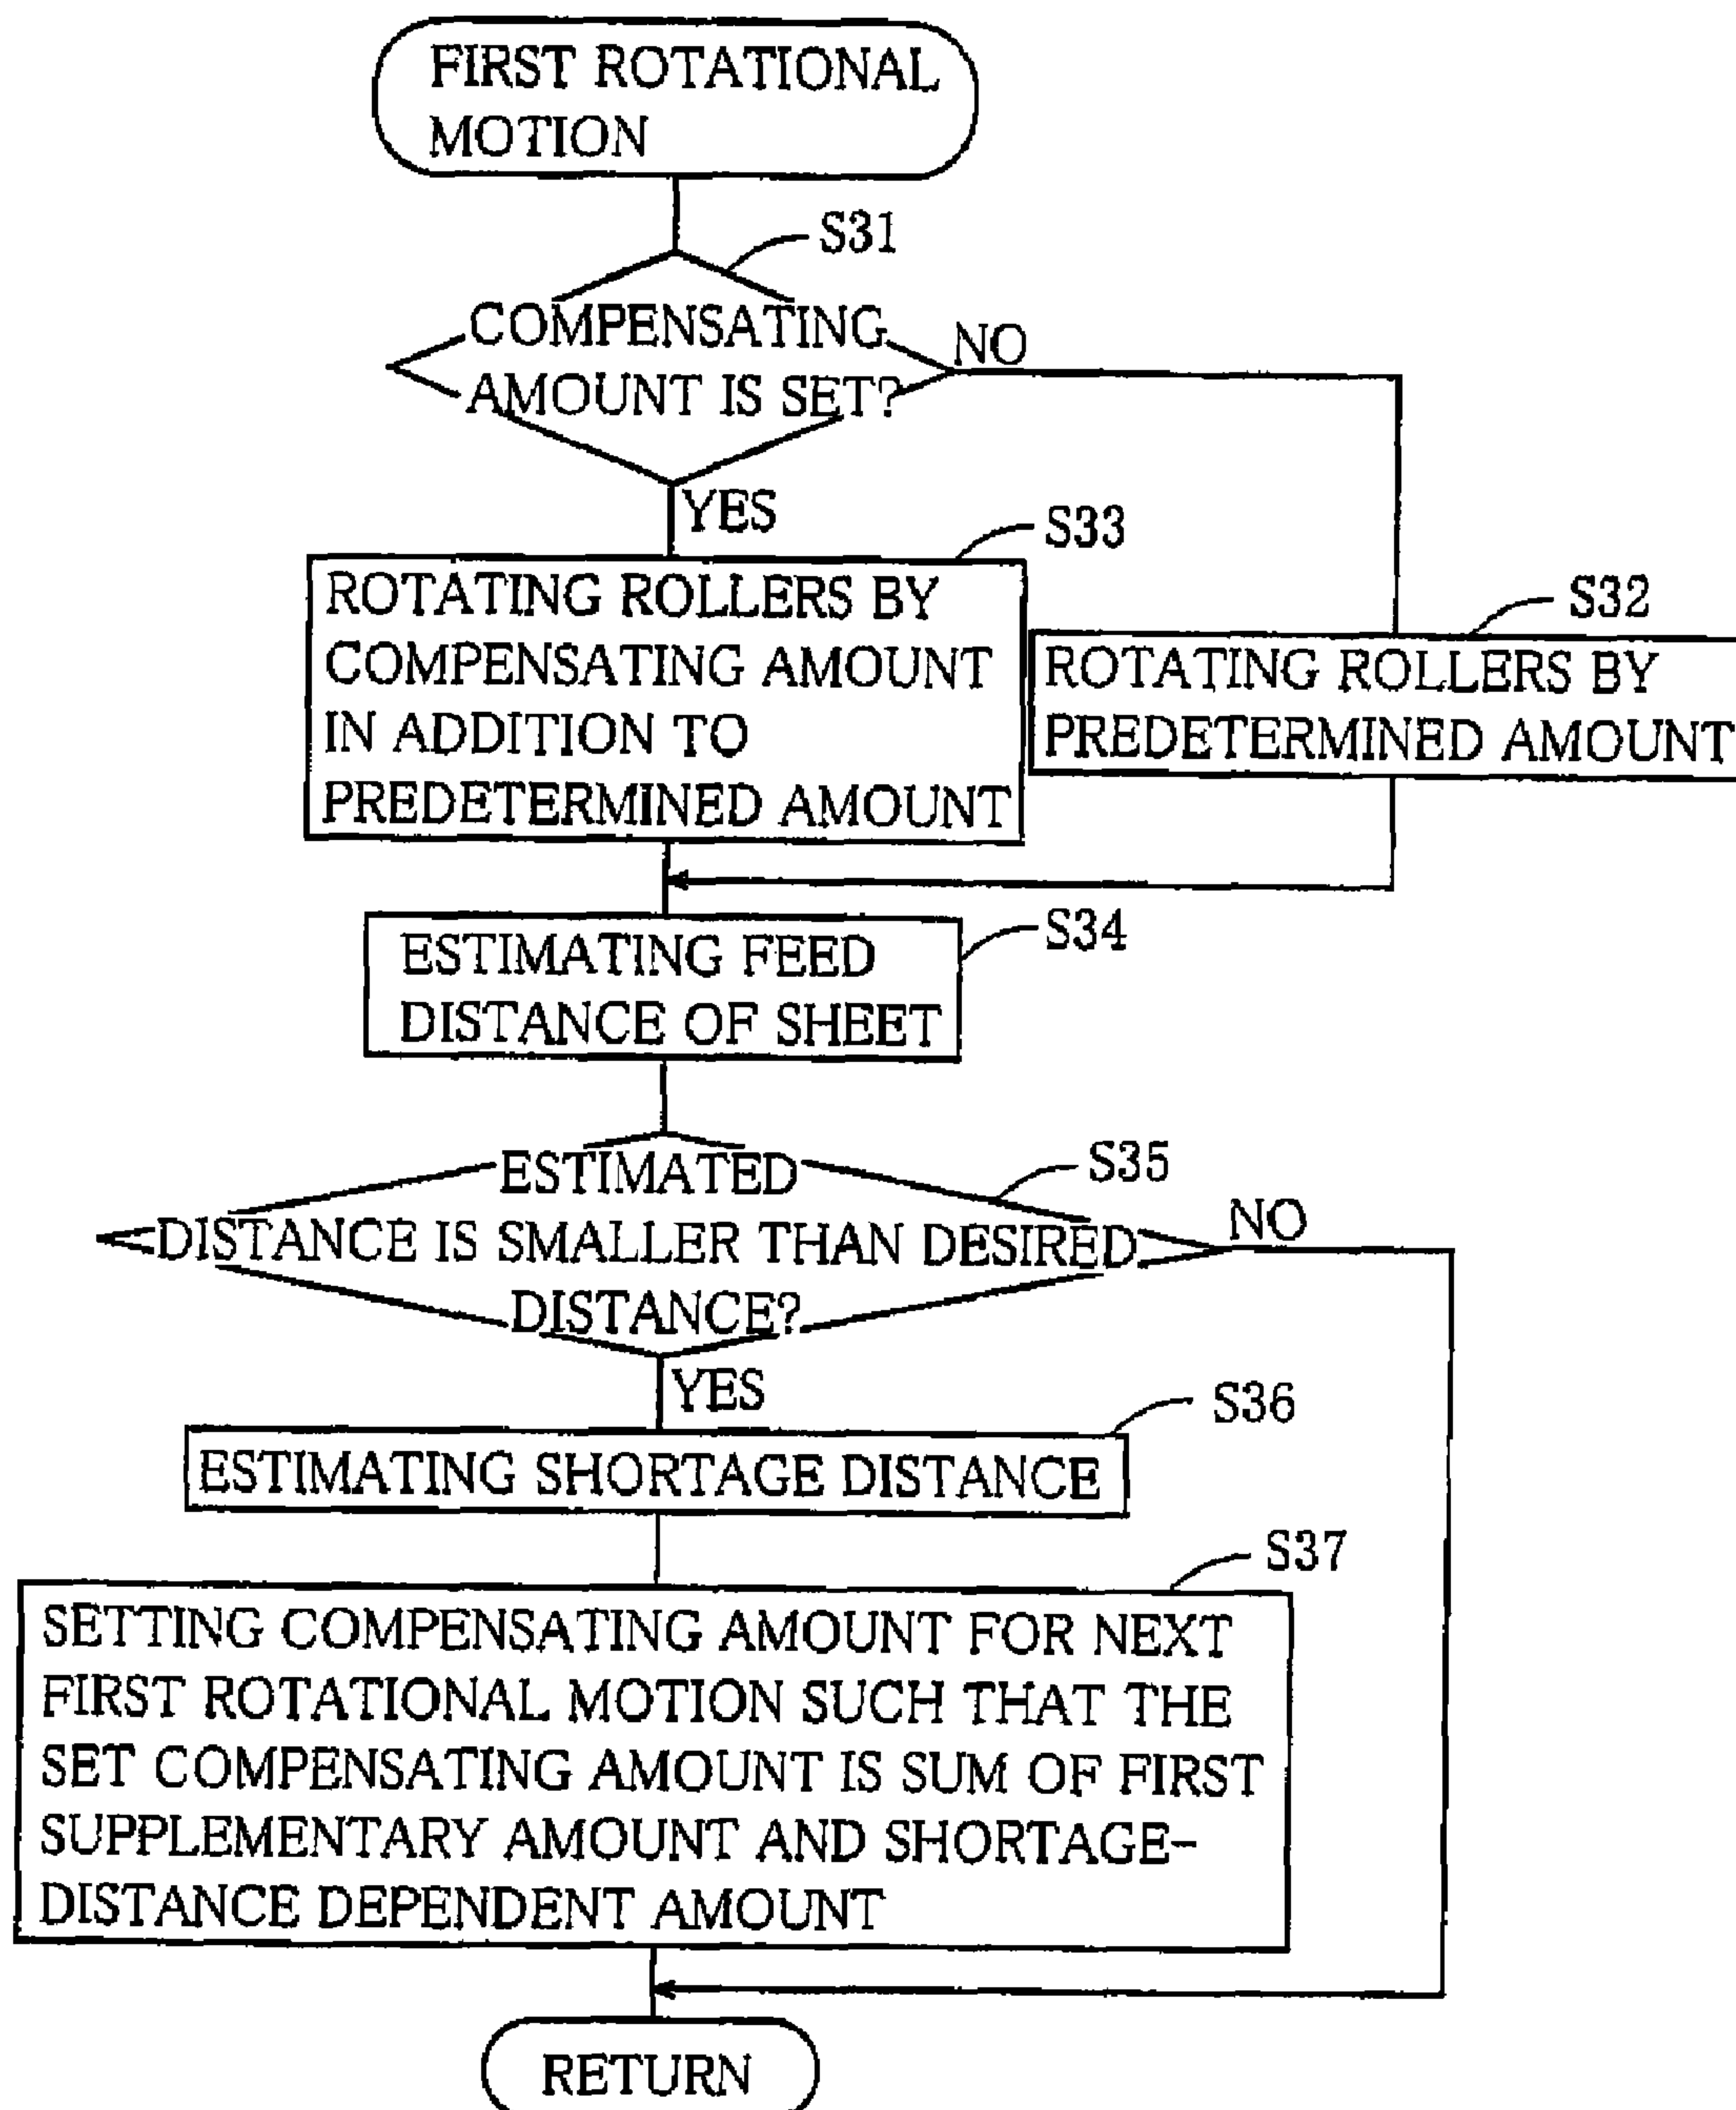 FIRST ROTATIONAL
MOTION
S31
COMPENSATING
AMOUNT IS SET?
NO
YES
S33
ROTATING ROLLERS BY
COMPENSATING AMOUNT
IN ADDITION TO
PREDETERMINED AMOUNT
S32
ROTATING ROLLERS BY
PREDETERMINED AMOUNT
S34
ESTIMATING FEED
DISTANCE OF SHEET
S35
ESTIMATED
DISTANCE IS SMALLER THAN DESIRED
DISTANCE?
NO
YES
S36
ESTIMATING SHORTAGE DISTANCE
S37
SETTING COMPENSATING AMOUNT FOR NEXT
FIRST ROTATIONAL MOTION SUCH THAT THE
SET COMPENSATING AMOUNT IS SUM OF FIRST
SUPPLEMENTARY AMOUNT AND SHORTAGE-
DISTANCE DEPENDENT AMOUNT
RETURN